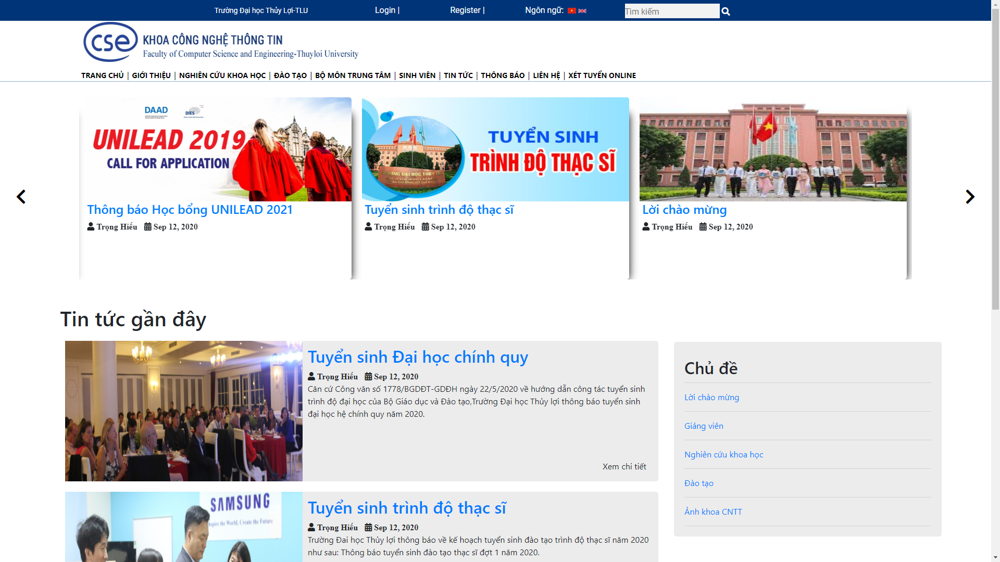 Trường Đại học Thủy Lợi-TLU
Login |
Register |
Ngôn ngữ:
Tìm kiếm
cse
KHOA CÔNG NGHỆ THÔNG TIN
Faculty of Computer Science and Engineering-Thuyloi University
TRANG CHỦ | GIỚI THIỆU | NGHIÊN CỨU KHOA HỌC | ĐÀO TẠO | BỘ MÔN TRUNG TÂM | SINH VIÊN | TIN TỨC | THÔNG BÁO | LIÊN HỆ | XÉT TUYỂN ONLINE
DAAD
DIES
UNILEAD 2019
CALL FOR APPLICATION
Thông báo Học bổng UNILEAD 2021
Trọng Hiếu Sep 12, 2020
TUYỂN SINH
TRÌNH ĐỘ THẠC SĨ
Tuyển sinh trình độ thạc sĩ
Trọng Hiếu Sep 12, 2020
Lời chào mừng
Trọng Hiếu Sep 12, 2020
Tin tức gần đây
Tuyển sinh Đại học chính quy
Trọng Hiếu Sep 12, 2020
Căn cứ Công văn số 1778/BGDĐT-GDĐH ngày 22/5/2020 về hướng dẫn công tác tuyển sinh
trình độ đại học của Bộ Giáo dục và Đào tạo,Trường Đại học Thủy lợi thông báo tuyển sinh
đại học hệ chính quy năm 2020.
Xem chi tiết
SAMSUNG
Inspire the World, Create the Future
Tuyển sinh trình độ thạc sĩ
Trọng Hiếu Sep 12, 2020
Trường Đai học Thủy lợi thông báo về kế hoạch tuyển sinh đào tạo trình độ thạc sĩ năm 2020
như sau: Thông báo tuyển sinh đào tạo thạc sĩ đợt 1 năm 2020.
Chủ đề
Lời chào mừng
Giảng viên
Nghiên cứu khoa học
Đào tạo
Ảnh khoa CNTT